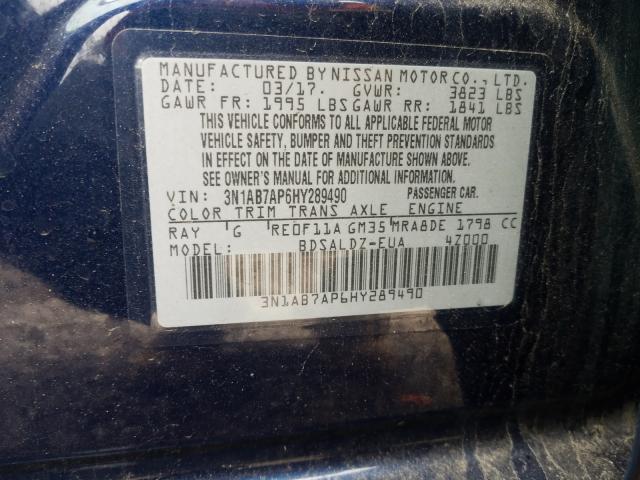 MANUFACTURED BY NISSAN MOTOR CO., LTD.
DATE: 03/17. GVWR: 3823 LBS
GAWR FR: 1995 LBS GAWR RR: 1841 LBS
THIS VEHICLE CONFORMS TO ALL APPLICABLE FEDERAL MOTOR
VEHICLE SAFETY, BUMPER AND THEFT PREVENTION STANDARDS
IN EFFECT ON THE DATE OF MANUFACTURE SHOWN ABOVE.
SEE OWNER'S MANUAL FOR ADDITIONAL INFORMATION.
VIN: 3N1AB7AP6HY289490 PASSENGER CAR.
COLOR TRIM TRANS AXLE ENGINE
RAY G RE0F11A GM35 MRA8DE 1798 CC
MODEL: BDSALDZ-EUA 4Z000
3N1AB7AP6HY289490